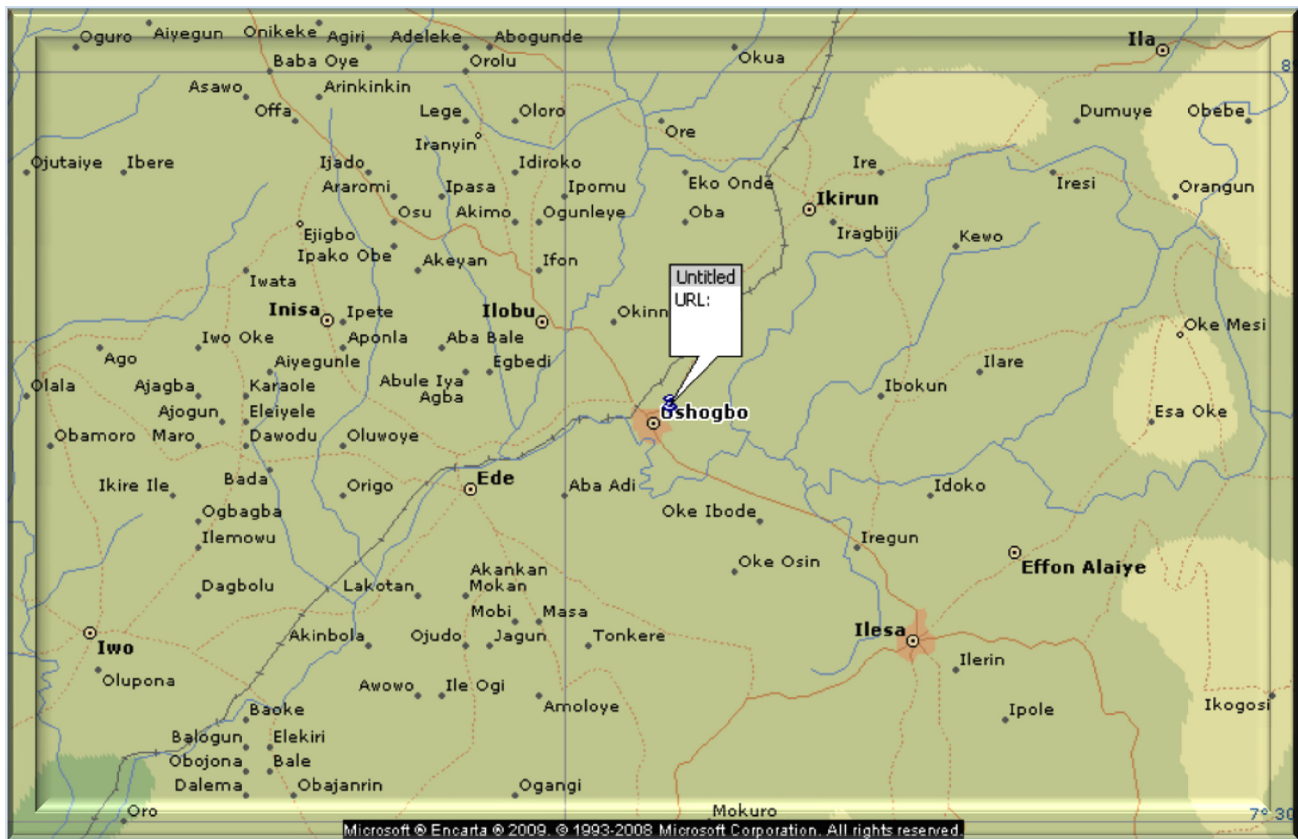 Oguro
Aiyegun
Onikeke
Agiri
Adeleke
Abogunde
Okua
Ila
Baba Oye
Orolu
8
Asawo
Arinkinkin
Offa
Lege
Oloro
Ore
Dumuye
Obebe
Iranyin
Ojutaiye
Ibere
Ijado
Idiroko
Ire
Araromi
Ipasa
Ipomu
Eko Onde
Iresi
Orangun
Ikirun
Osu
Akimo
Ogunleye
Oba
Iragbiji
Ejigbo
Kewo
Ipako Obe
Akeyan
Ifon
Iwata
Untitled
URL:
Inisa
Ipete
Ilobu
Okinn
Oke Mesi
Iwo Oke
Aponla
Aba Bale
Ago
Aiyegunle
Egbedi
Ilare
Olala
Ajagba
Karaole
Abule Iya
Agba
Ibokun
Ajogun
Eleiyele
Oshogbo
Esa Oke
Obamoro
Maro
Dawodu
Oluwoye
Bada
Ede
Ikire Ile
Origo
Aba Adi
Idoko
Ogbagba
Oke Ibode
Ilemowu
Iregun
Oke Osin
Effon Alaiye
Akankan
Dagbolu
Lakotan
Mokan
Mobi
Masa
Iwo
Akinbola
Ojudo
Jagun
Tonkere
Ilesa
Olupona
Ilerin
Awowo
Ile Ogi
Amoloye
Baoke
Ipole
Ikogosi
Balogun
Elekiri
Obojona
Bale
Dalema
Obajanrin
Ogangi
Oro
Mokuro
7° 30
Microsoft ® Encarta ® 2009. © 1993-2008 Microsoft Corporation. All rights reserved.